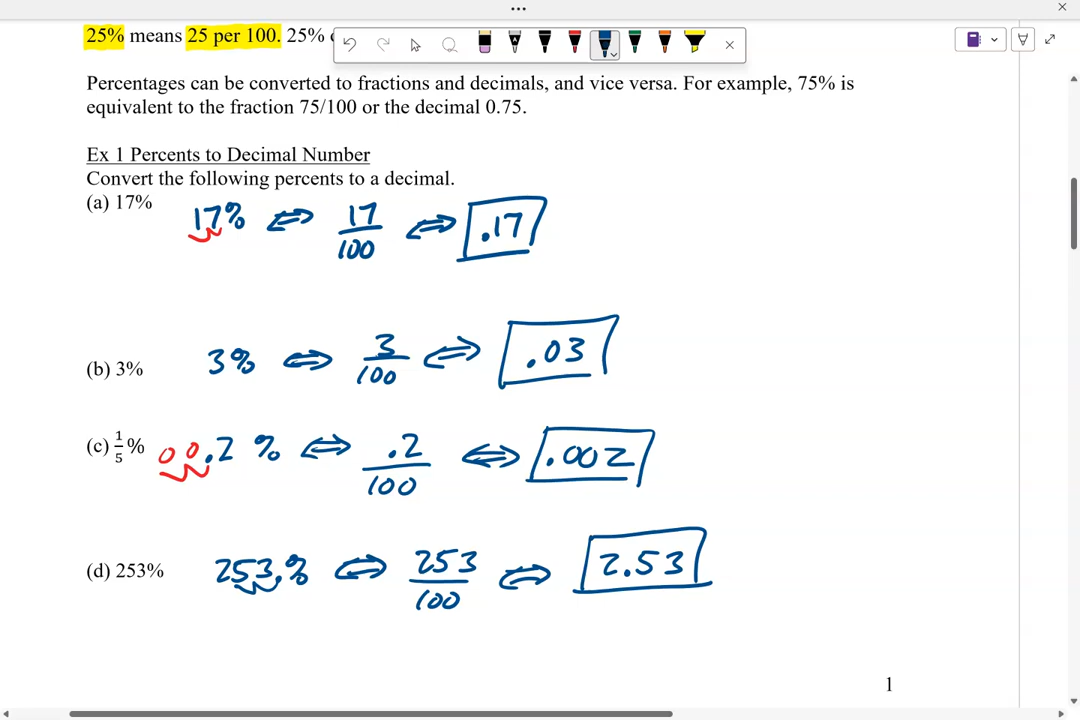 25% means 25 per 100. 25%
Percentages can be converted to fractions and decimals, and vice versa. For example, 75% is
equivalent to the fraction 75/100 or the decimal 0.75.
Ex 1 Percents to Decimal Number
Convert the following percents to a decimal.
(a) 17%
17% ⇔ 17/100 ⇔ .17
(b) 3% 3% ⇔ 3/100 ⇔ .03
(c) 1/5% 00.2 % ⇔ .2/100 ⇔ .002
(d) 253% 253.% ⇔ 253/100 ⇔ 2.53
1